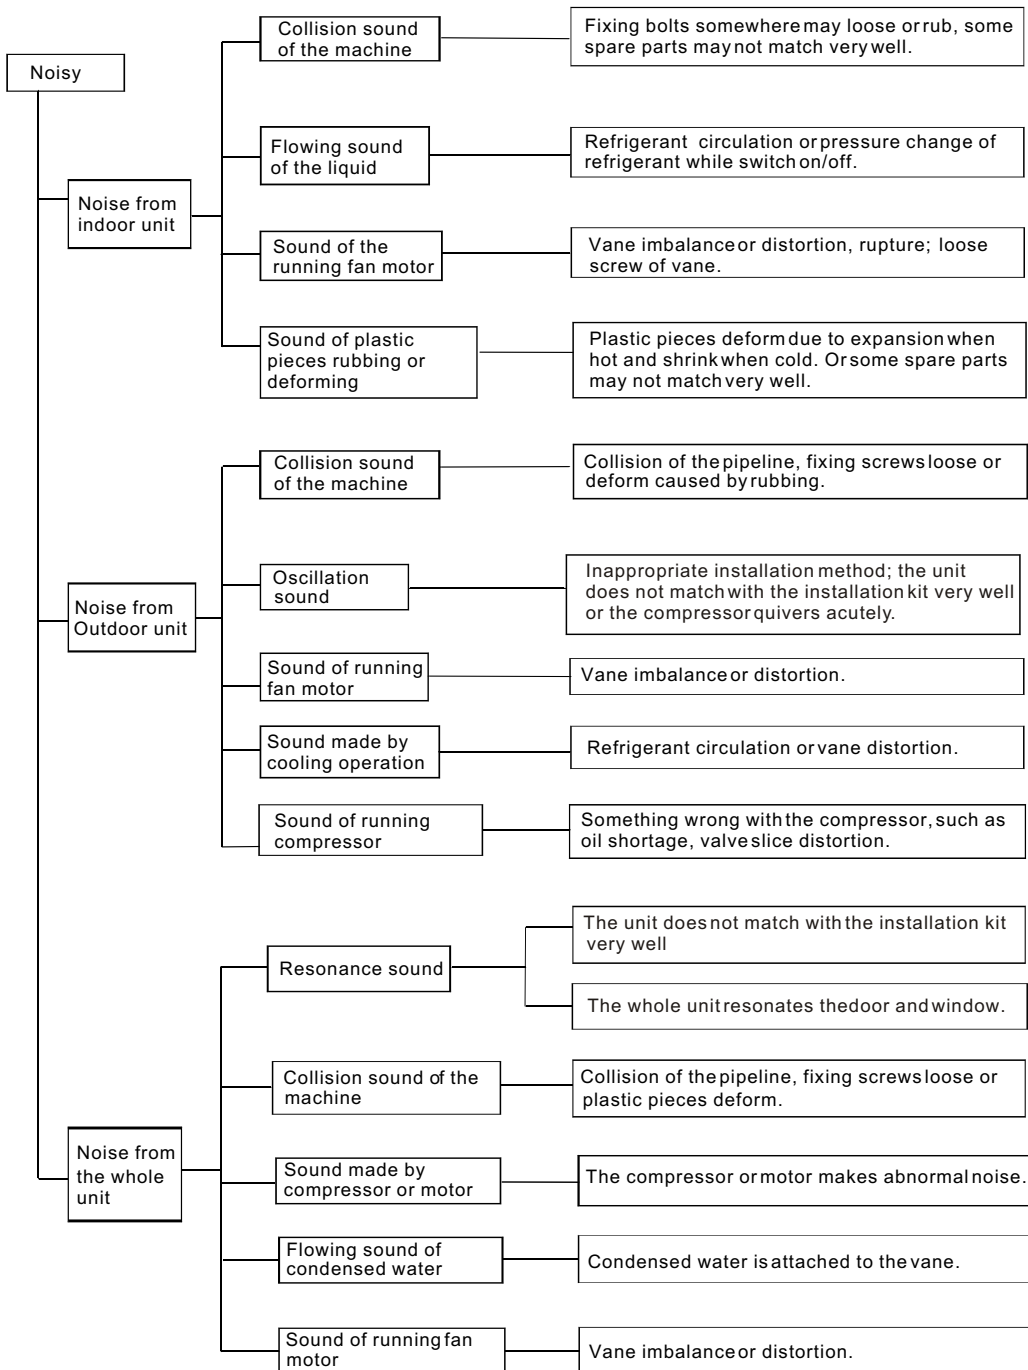 Noisy
Noise from
indoor unit
Collision sound
of the machine
Fixing bolts somewhere may loose or rub, some
spare parts may not match very well.
Flowing sound
of the liquid
Refrigerant circulation or pressure change of
refrigerant while switch on/off.
Sound of the
running fan motor
Vane imbalance or distortion, rupture; loose
screw of vane.
Sound of plastic
pieces rubbing or
deforming
Plastic pieces deform due to expansion when
hot and shrink when cold. Or some spare parts
may not match very well.
Noise from
Outdoor unit
Collision sound
of the machine
Collision of the pipeline, fixing screws loose or
deform caused by rubbing.
Oscillation
sound
Inappropriate installation method; the unit
does not match with the installation kit very well
or the compressor quivers acutely.
Sound of running
fan motor
Vane imbalance or distortion.
Sound made by
cooling operation
Refrigerant circulation or vane distortion.
Sound of running
compressor
Something wrong with the compressor, such as
oil shortage, valve slice distortion.
Noise from
the whole
unit
Resonance sound
The unit does not match with the installation kit
very well
The whole unit resonates thedoor and window.
Collision sound of the
machine
Collision of the pipeline, fixing screws loose or
plastic pieces deform.
Sound made by
compressor or motor
The compressor or motor makes abnormal noise.
Flowing sound of
condensed water
Condensed water is attached to the vane.
Sound of running fan
motor
Vane imbalance or distortion.